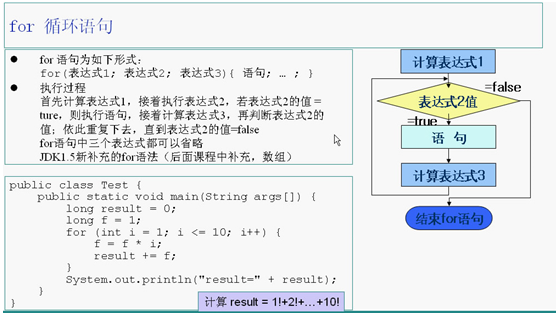 for 循环语句
for 语句为如下形式:
for(表达式1; 表达式2; 表达式3){ 语句; … ; }
执行过程
首先计算表达式1，接着执行表达式2，若表达式2的值 =
ture，则执行语句，接着计算表达式3，再判断表达式2的
值；依此重复下去，直到表达式2的值=false
for语句中三个表达式都可以省略
JDK1.5新补充的for语法（后面课程中补充，数组）
public class Test {
public static void main(String args[]) {
long result = 0;
long f = 1;
for (int i = 1; i <= 10; i++) {
f = f * i;
result += f;
}
System.out.println("result=" + result);
}
}
计算 result = 1!+2!+…+10!
计算表达式1
=false
表达式2值
=true
语 句
计算表达式3
结束for语句